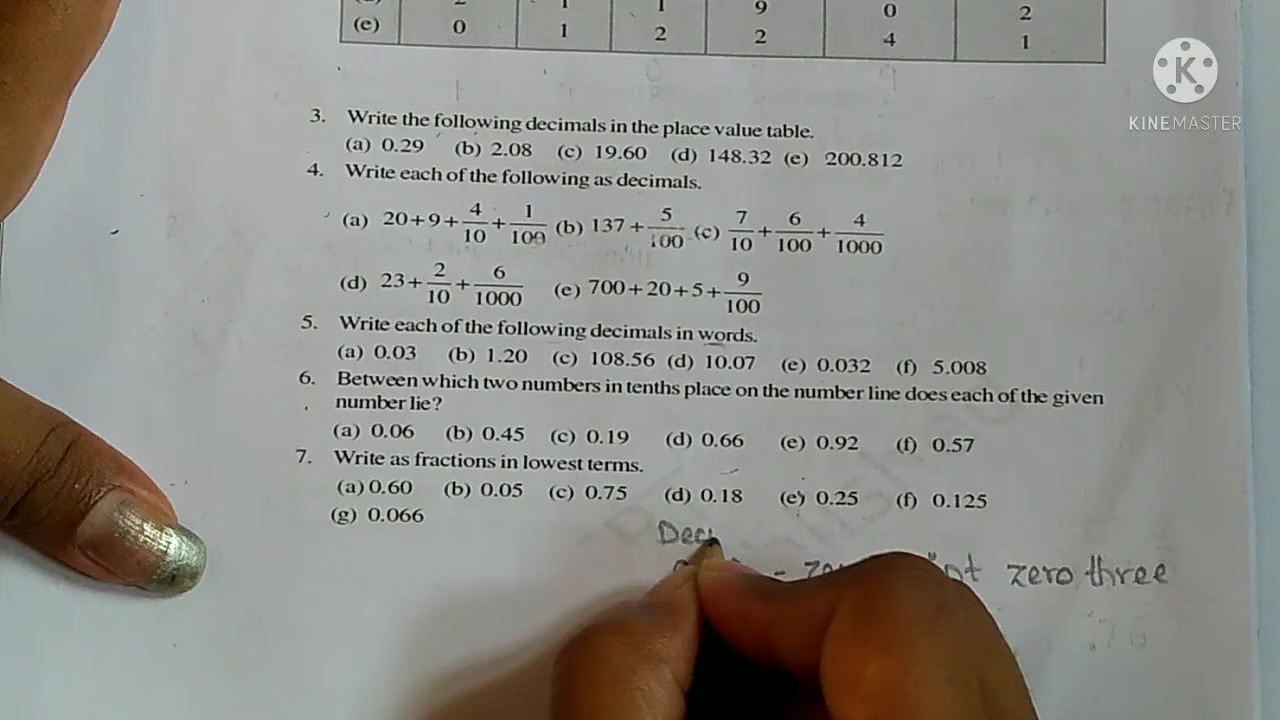 9 0 2
(e) 0 1 2 2 4 1
K
KINEMASTER
3. Write the following decimals in the place value table.
(a) 0.29 (b) 2.08 (c) 19.60 (d) 148.32 (e) 200.812
4. Write each of the following as decimals.
(a) 20+9+4/10+1/100 (b) 137+5/100 (c) 7/10+6/100+4/1000
(d) 23+2/10+6/1000 (e) 700+20+5+9/100
5. Write each of the following decimals in words.
(a) 0.03 (b) 1.20 (c) 108.56 (d) 10.07 (e) 0.032 (f) 5.008
6. Between which two numbers in tenths place on the number line does each of the given
number lie?
(a) 0.06 (b) 0.45 (c) 0.19 (d) 0.66 (e) 0.92 (f) 0.57
7. Write as fractions in lowest terms.
(a) 0.60 (b) 0.05 (c) 0.75 (d) 0.18 (e) 0.25 (f) 0.125
(g) 0.066
Deci
- zero three